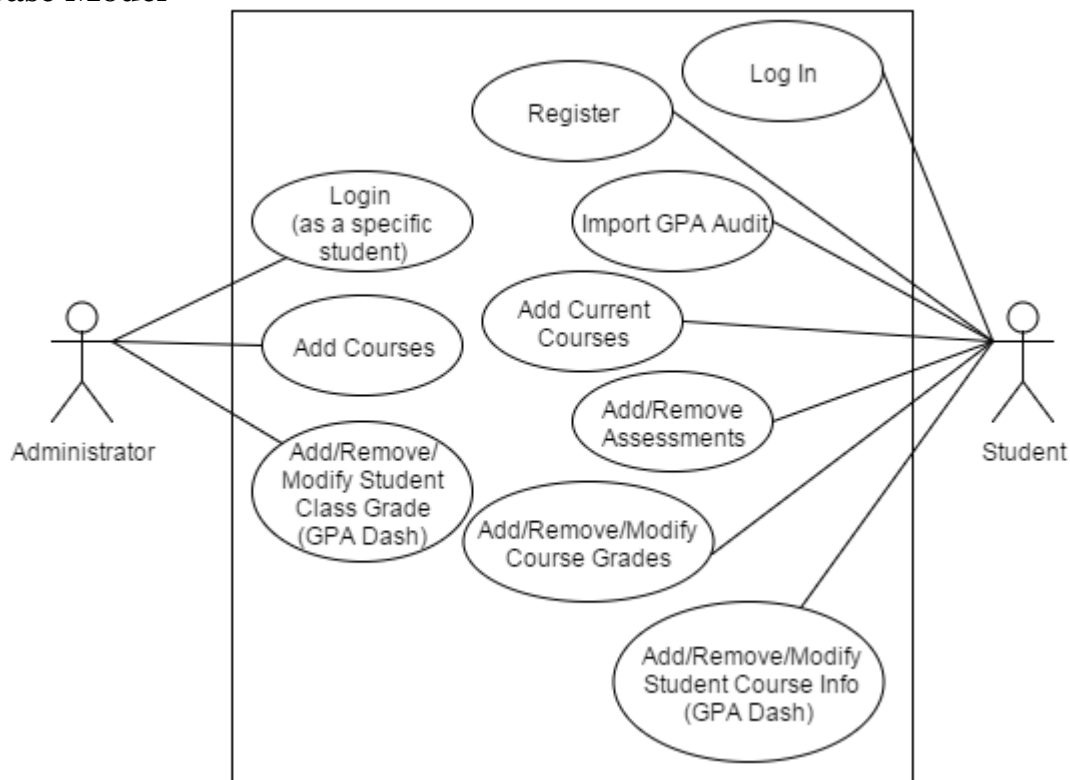 Log In
Register
Login
(as a specific
student)
Import GPA Audit
Add Current
Courses
Add Courses
Add/Remove
Assessments
Administrator
Student
Add/Remove/
Modify Student
Class Grade
(GPA Dash)
Add/Remove/Modify
Course Grades
Add/Remove/Modify
Student Course Info
(GPA Dash)